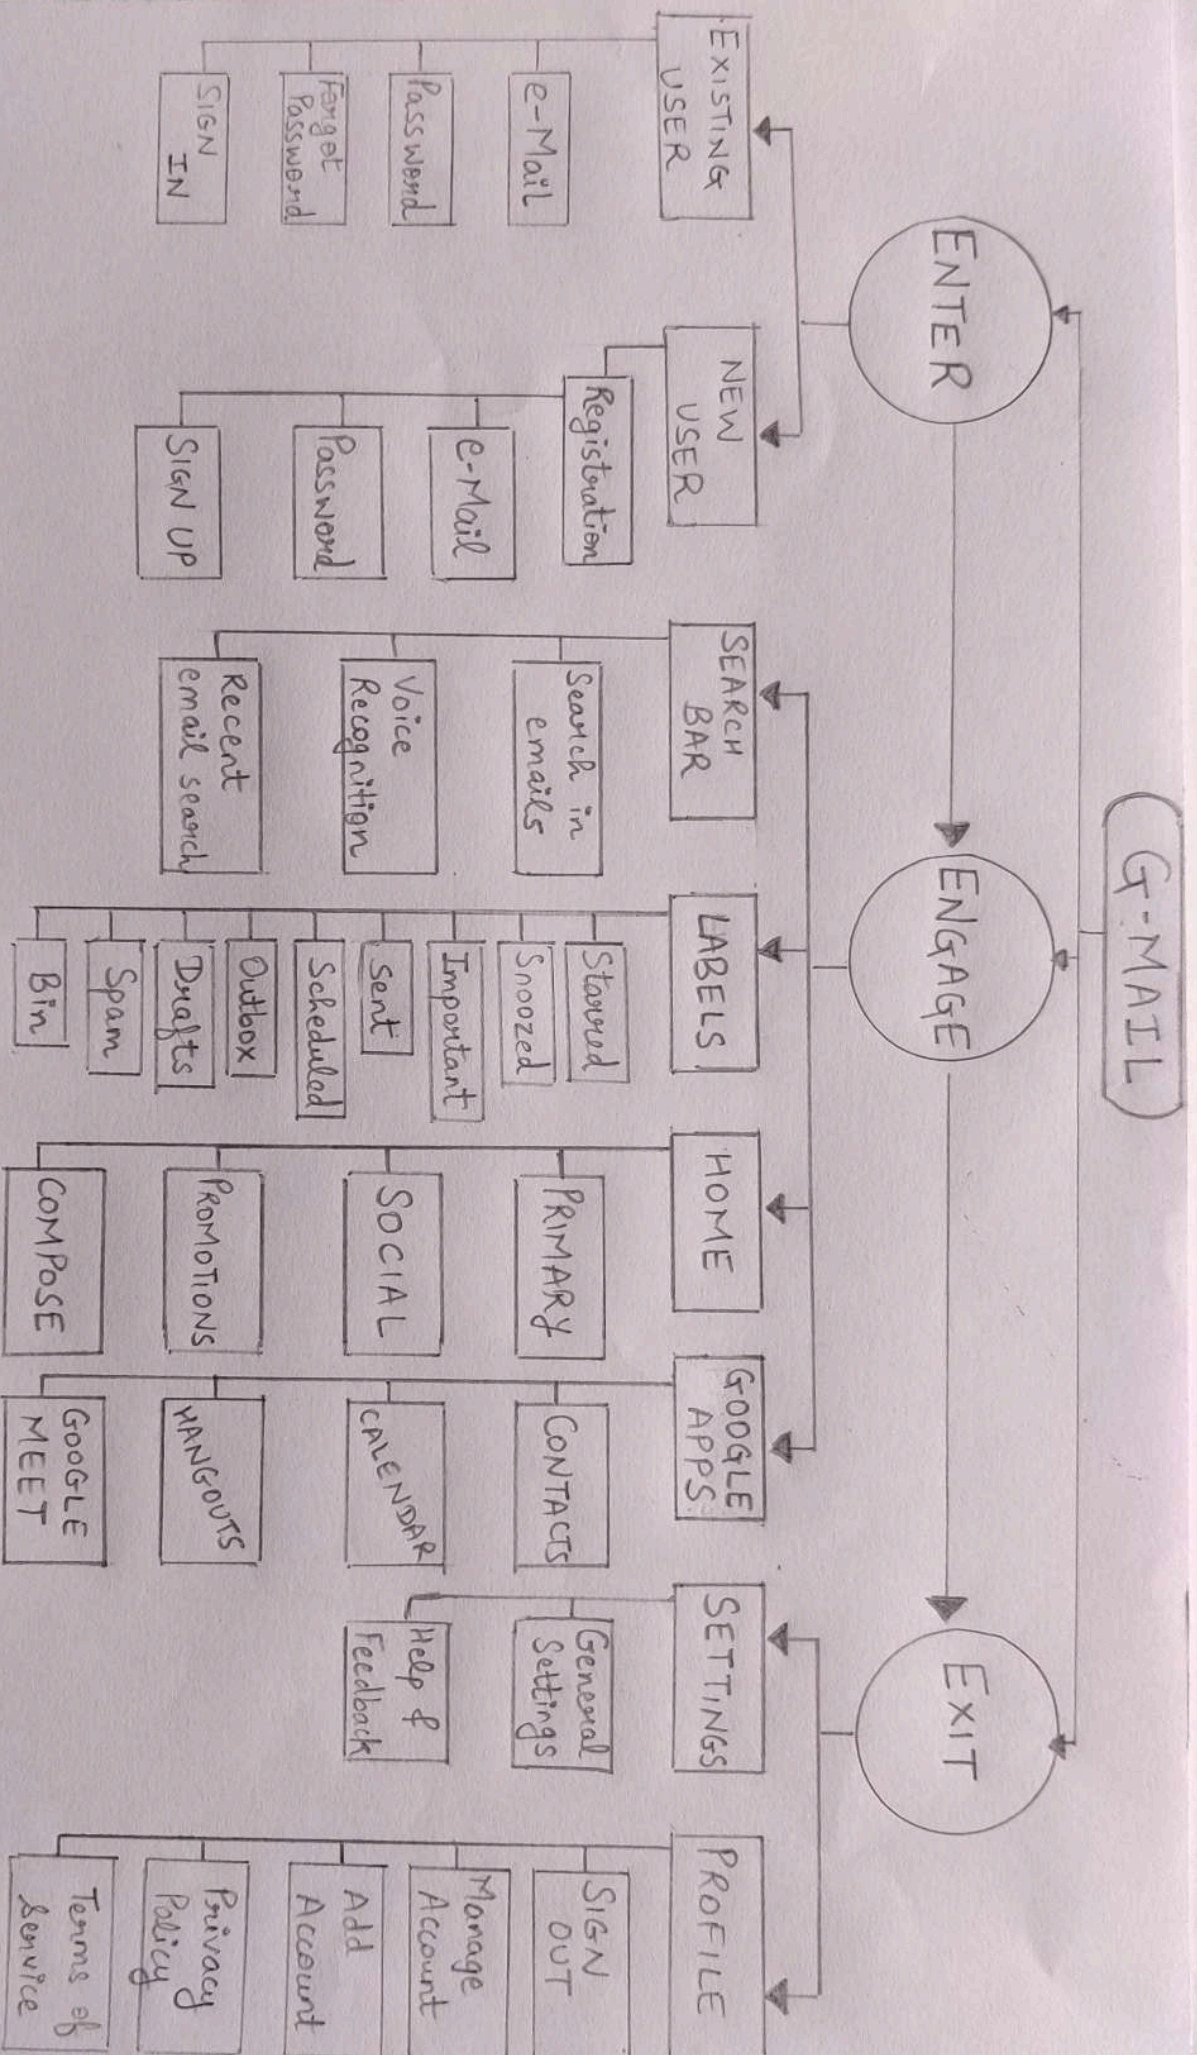 G-MAIL
ENTER
ENGAGE
EXIT
EXISTING
USER
e-Mail
Password
Forgot
Password
SIGN
IN
NEW
USER
Registration
e-Mail
Password
SIGN UP
SEARCH
BAR
Search in
emails
Voice
Recognition
Recent
email search
LABELS
Starred
Snoozed
Important
Sent
Scheduled
Outbox
Drafts
Spam
Bin
HOME
PRIMARY
SOCIAL
PROMOTIONS
COMPOSE
GOOGLE
APPS
CONTACTS
CALENDAR
HANGOUTS
GOOGLE
MEET
SETTINGS
General
Settings
Help &
Feedback
PROFILE
SIGN
OUT
Manage
Account
Add
Account
Privacy
Policy
Terms of
Service